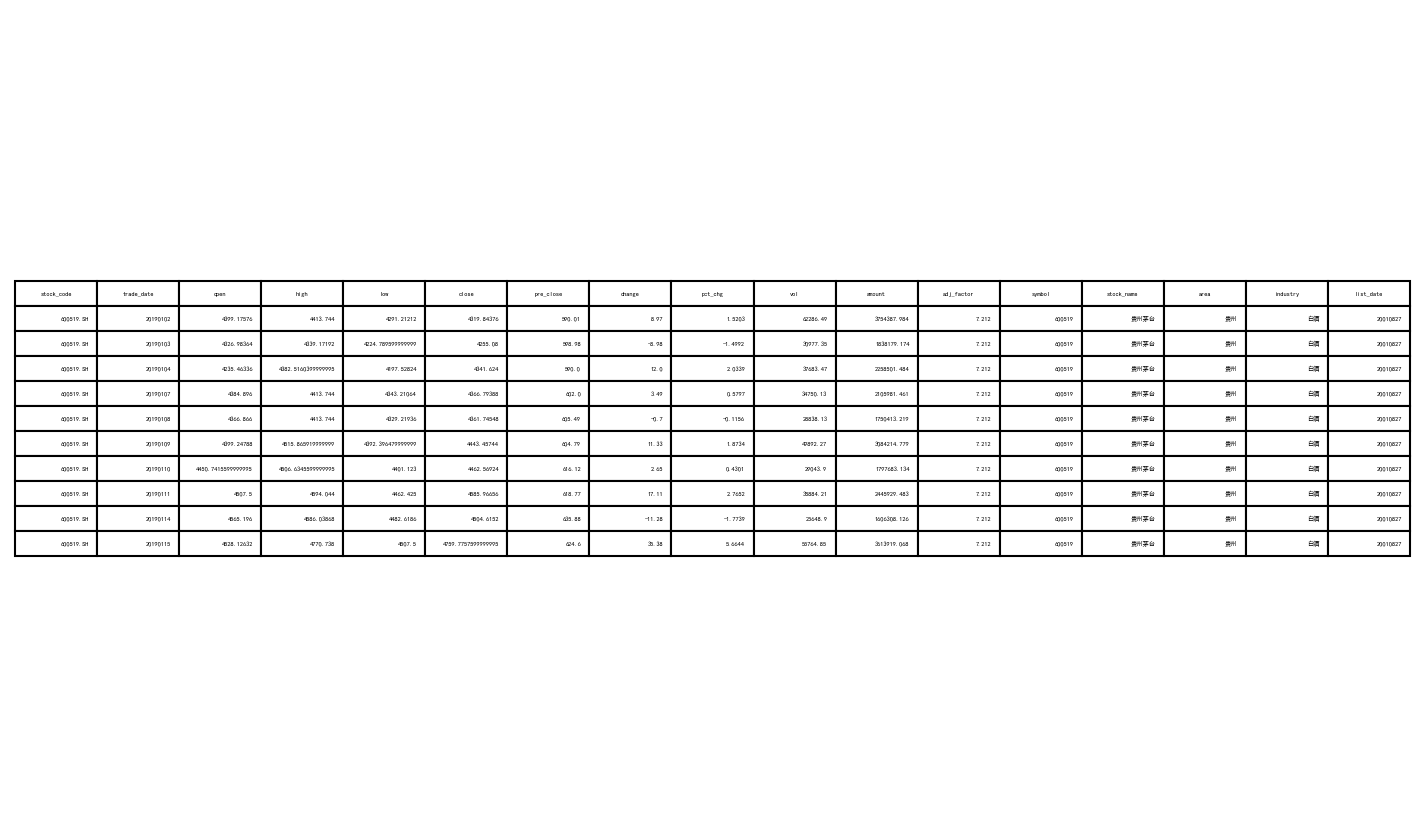 stock_code trade_date open high low close pre_close change pct_chg vol amount adj_factor symbol stock_name area industry list_date
600519.SH 20190102 4399.17576 4413.744 4291.21212 4319.84376 590.01 8.97 1.5203 62286.49 3754387.984 7.212 600519 贵州茅台 贵州 白酒 20010827
600519.SH 20190103 4326.98364 4339.17192 4224.789599999999 4255.08 598.98 -8.98 -1.4992 30977.35 1838179.174 7.212 600519 贵州茅台 贵州 白酒 20010827
600519.SH 20190104 4235.46336 4382.5160399999995 4197.52824 4341.624 590.0 12.0 2.0339 37683.47 2258501.484 7.212 600519 贵州茅台 贵州 白酒 20010827
600519.SH 20190107 4384.896 4413.744 4343.21064 4366.79388 602.0 3.49 0.5797 34750.13 2105981.461 7.212 600519 贵州茅台 贵州 白酒 20010827
600519.SH 20190108 4366.866 4413.744 4329.21936 4361.74548 605.49 -0.7 -0.1156 28838.13 1750413.219 7.212 600519 贵州茅台 贵州 白酒 20010827
600519.SH 20190109 4399.24788 4515.865919999999 4392.396479999999 4443.45744 604.79 11.33 1.8734 49892.27 3084214.779 7.212 600519 贵州茅台 贵州 白酒 20010827
600519.SH 20190110 4450.7415599999995 4506.6345599999995 4401.123 4462.56924 616.12 2.65 0.4301 29043.9 1797683.134 7.212 600519 贵州茅台 贵州 白酒 20010827
600519.SH 20190111 4507.5 4594.044 4462.425 4585.96656 618.77 17.11 2.7652 38884.21 2445929.483 7.212 600519 贵州茅台 贵州 白酒 20010827
600519.SH 20190114 4565.196 4586.03868 4482.6186 4504.6152 635.88 -11.28 -1.7739 25648.9 1606308.126 7.212 600519 贵州茅台 贵州 白酒 20010827
600519.SH 20190115 4528.12632 4770.738 4507.5 4759.7757599999995 624.6 35.38 5.6644 55764.85 3613919.068 7.212 600519 贵州茅台 贵州 白酒 20010827